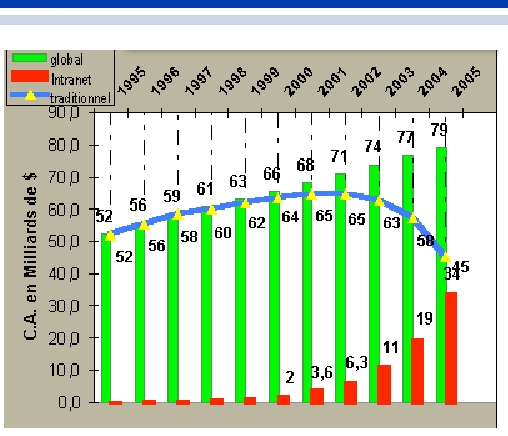 global
Intranet
traditionnel
1995 1996 1997 1998 1999 2000 2001 2002 2003 2004 2005
C.A. en Milliards de $
90,0
80,0
70,0
60,0
50,0
40,0
30,0
20,0
10,0
0,0
52 56 59 61 63 66 68 71 74 77 79
52 56 58 60 62 64 65 65 63 58 45
2 3,6 6,3 11 19 34